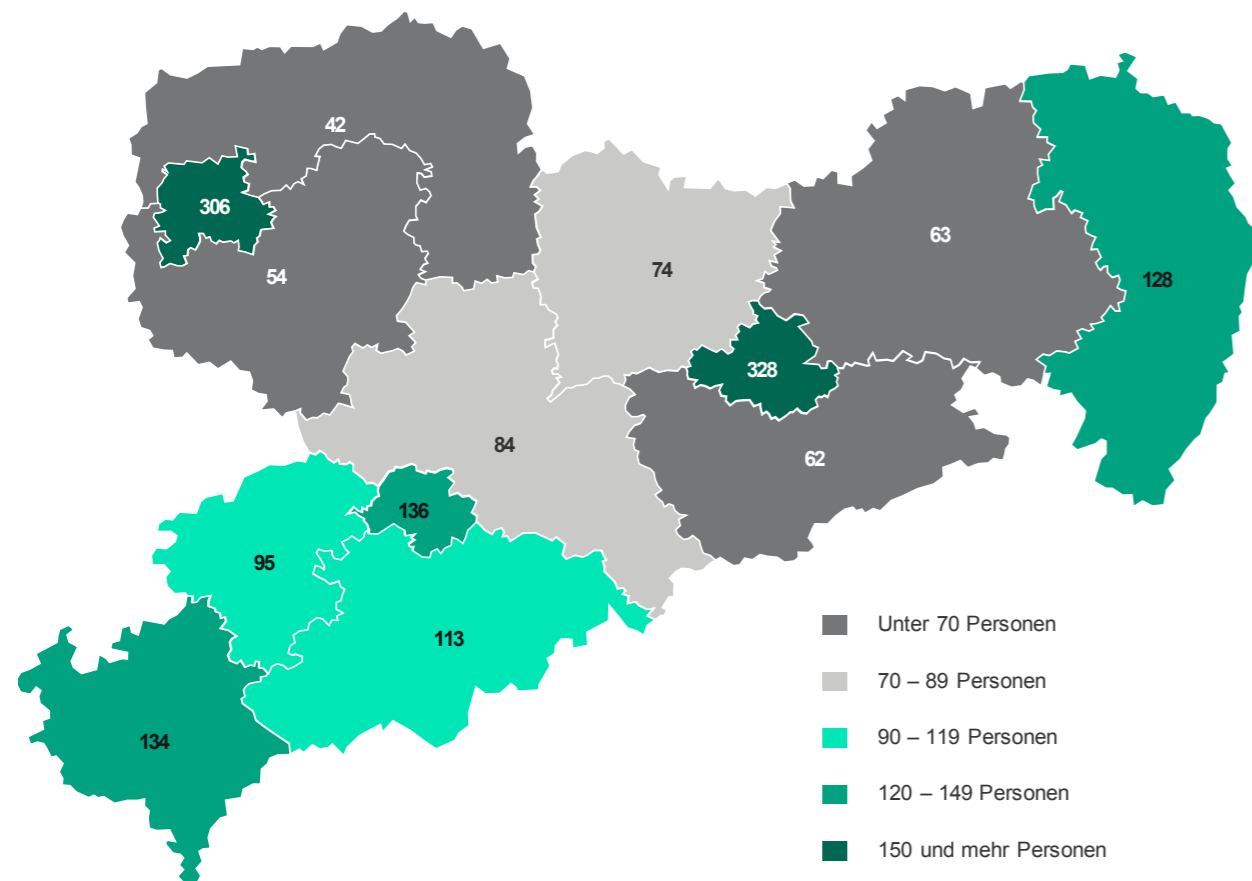 42
306
63
54
74
128
328
84
62
136
95
113
134
Unter 70 Personen
70 – 89 Personen
90 – 119 Personen
120 – 149 Personen
150 und mehr Personen